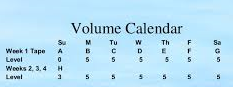 Volume Calendar
Su M Tu W Th F Sa
Week 1 Tape A B C D E F G
Level 0 5 5 5 5 5 5
Weeks 2, 3, 4 H
Level 3 5 5 5 5 5 5